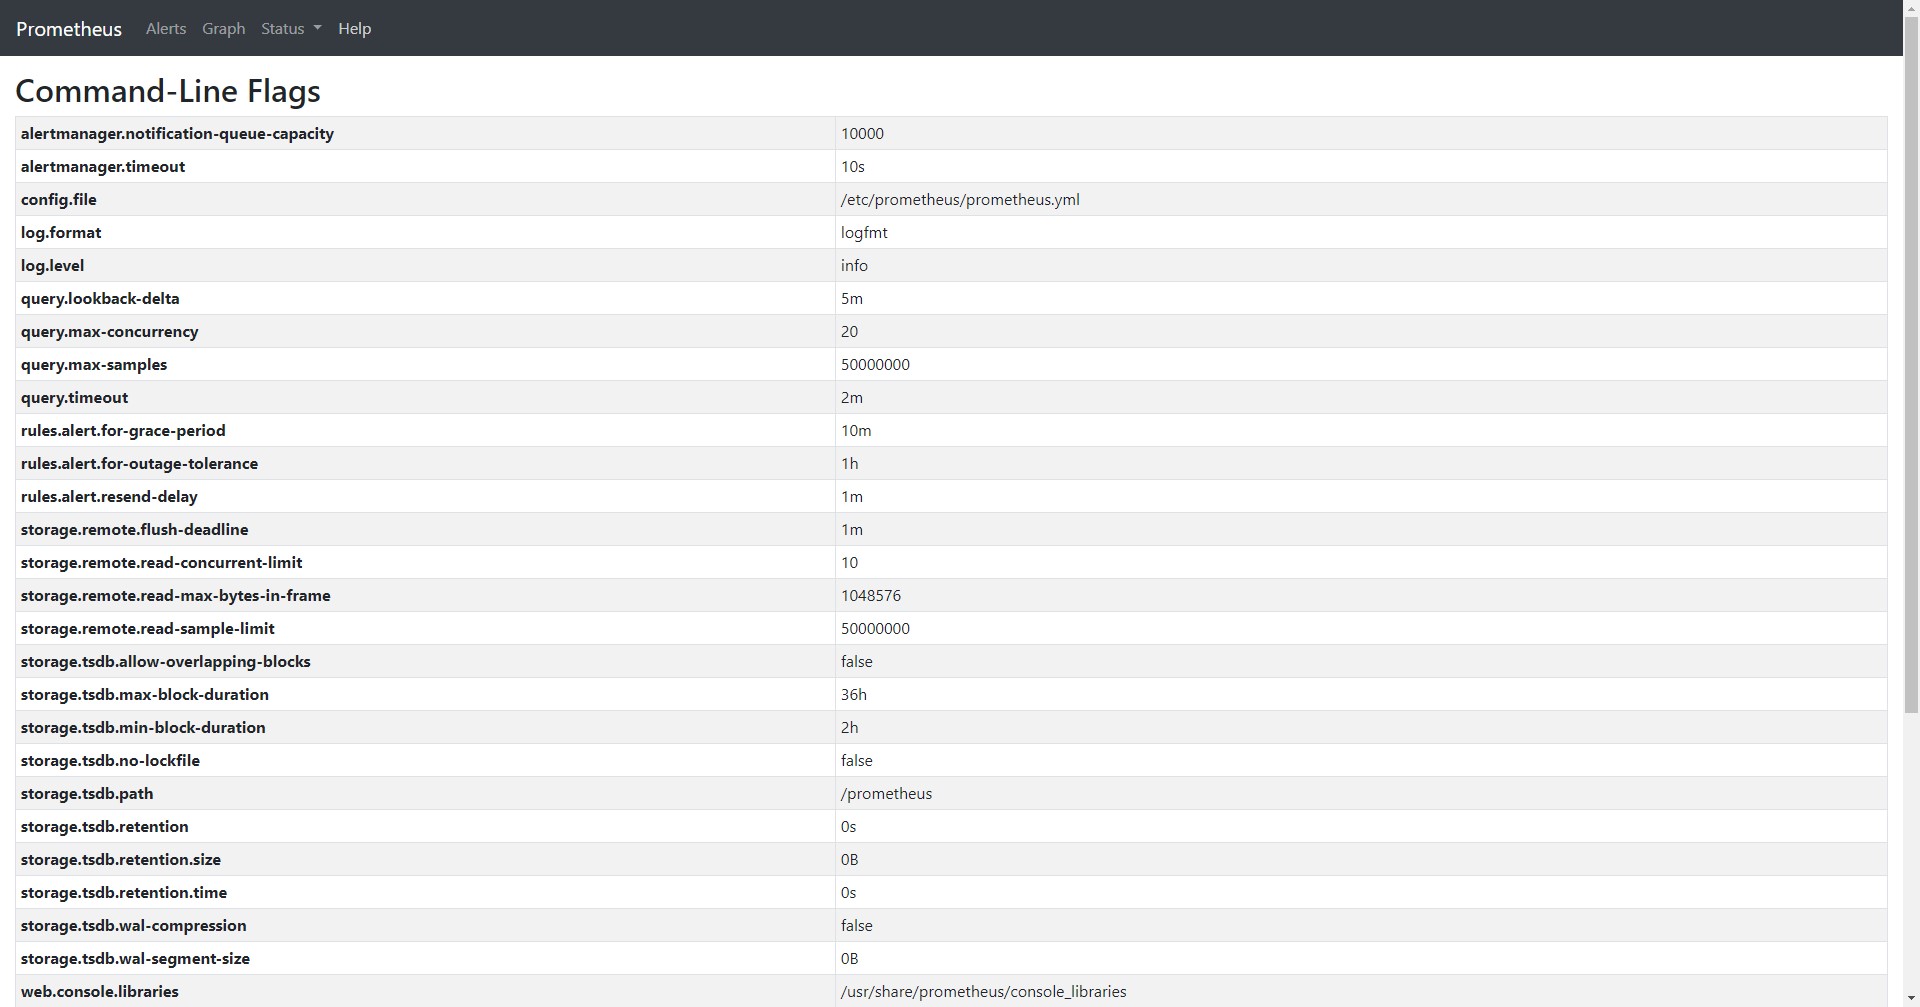 Prometheus Alerts Graph Status Help
Command-Line Flags
alertmanager.notification-queue-capacity 10000
alertmanager.timeout 10s
config.file /etc/prometheus/prometheus.yml
log.format logfmt
log.level info
query.lookback-delta 5m
query.max-concurrency 20
query.max-samples 50000000
query.timeout 2m
rules.alert.for-grace-period 10m
rules.alert.for-outage-tolerance 1h
rules.alert.resend-delay 1m
storage.remote.flush-deadline 1m
storage.remote.read-concurrent-limit 10
storage.remote.read-max-bytes-in-frame 1048576
storage.remote.read-sample-limit 50000000
storage.tsdb.allow-overlapping-blocks false
storage.tsdb.max-block-duration 36h
storage.tsdb.min-block-duration 2h
storage.tsdb.no-lockfile false
storage.tsdb.path /prometheus
storage.tsdb.retention 0s
storage.tsdb.retention.size 0B
storage.tsdb.retention.time 0s
storage.tsdb.wal-compression false
storage.tsdb.wal-segment-size 0B
web.console.libraries /usr/share/prometheus/console_libraries